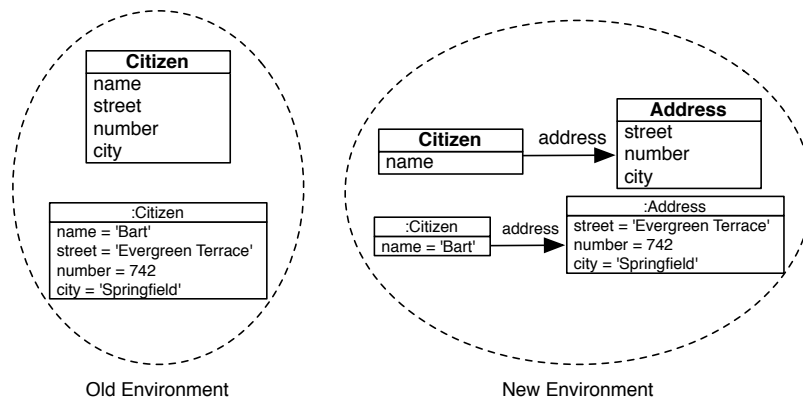 Citizen
name
street
number
city
:Citizen
name = 'Bart'
street = 'Evergreen Terrace'
number = 742
city = 'Springfield'
Old Environment
Citizen
name
address
Address
street
number
city
:Citizen
name = 'Bart'
address
:Address
street = 'Evergreen Terrace'
number = 742
city = 'Springfield'
New Environment